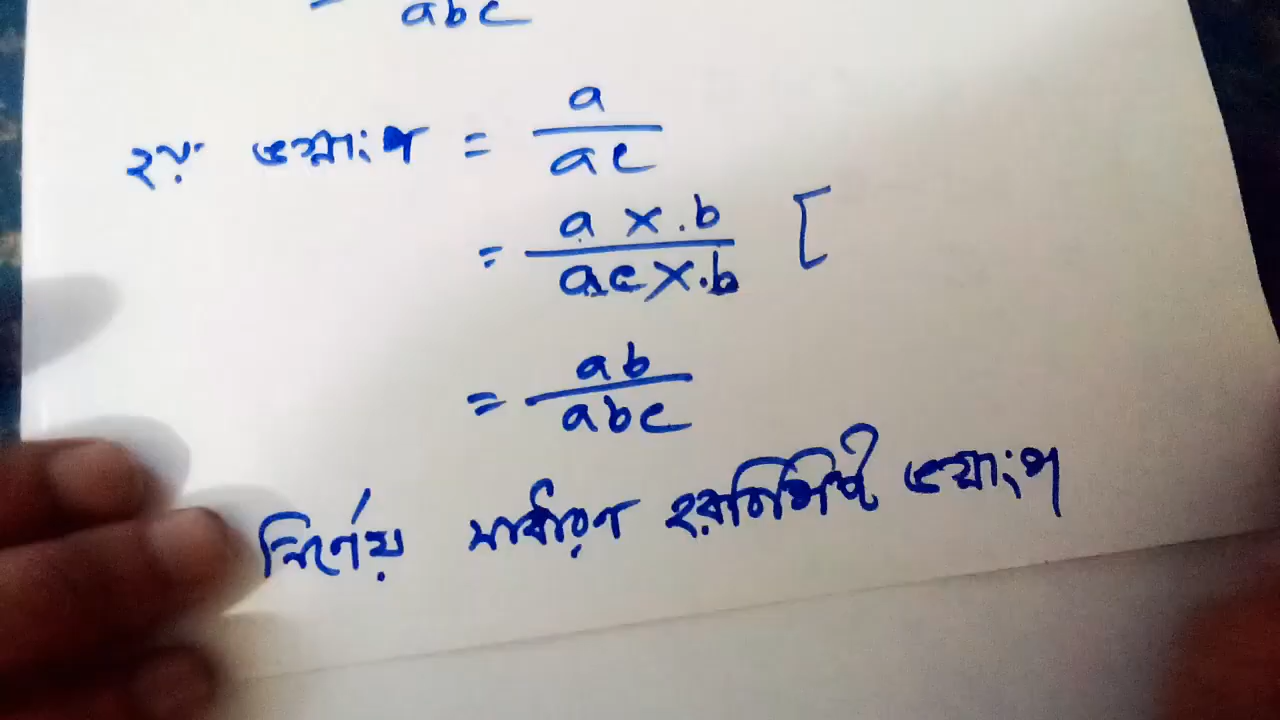 = abc
২য় ভগ্নাংশ = a/ac
= a × .b / ac × .b [
= ab/abc
নির্ণেয় সাধারণ হরবিশিষ্ট ভগ্নাংশ